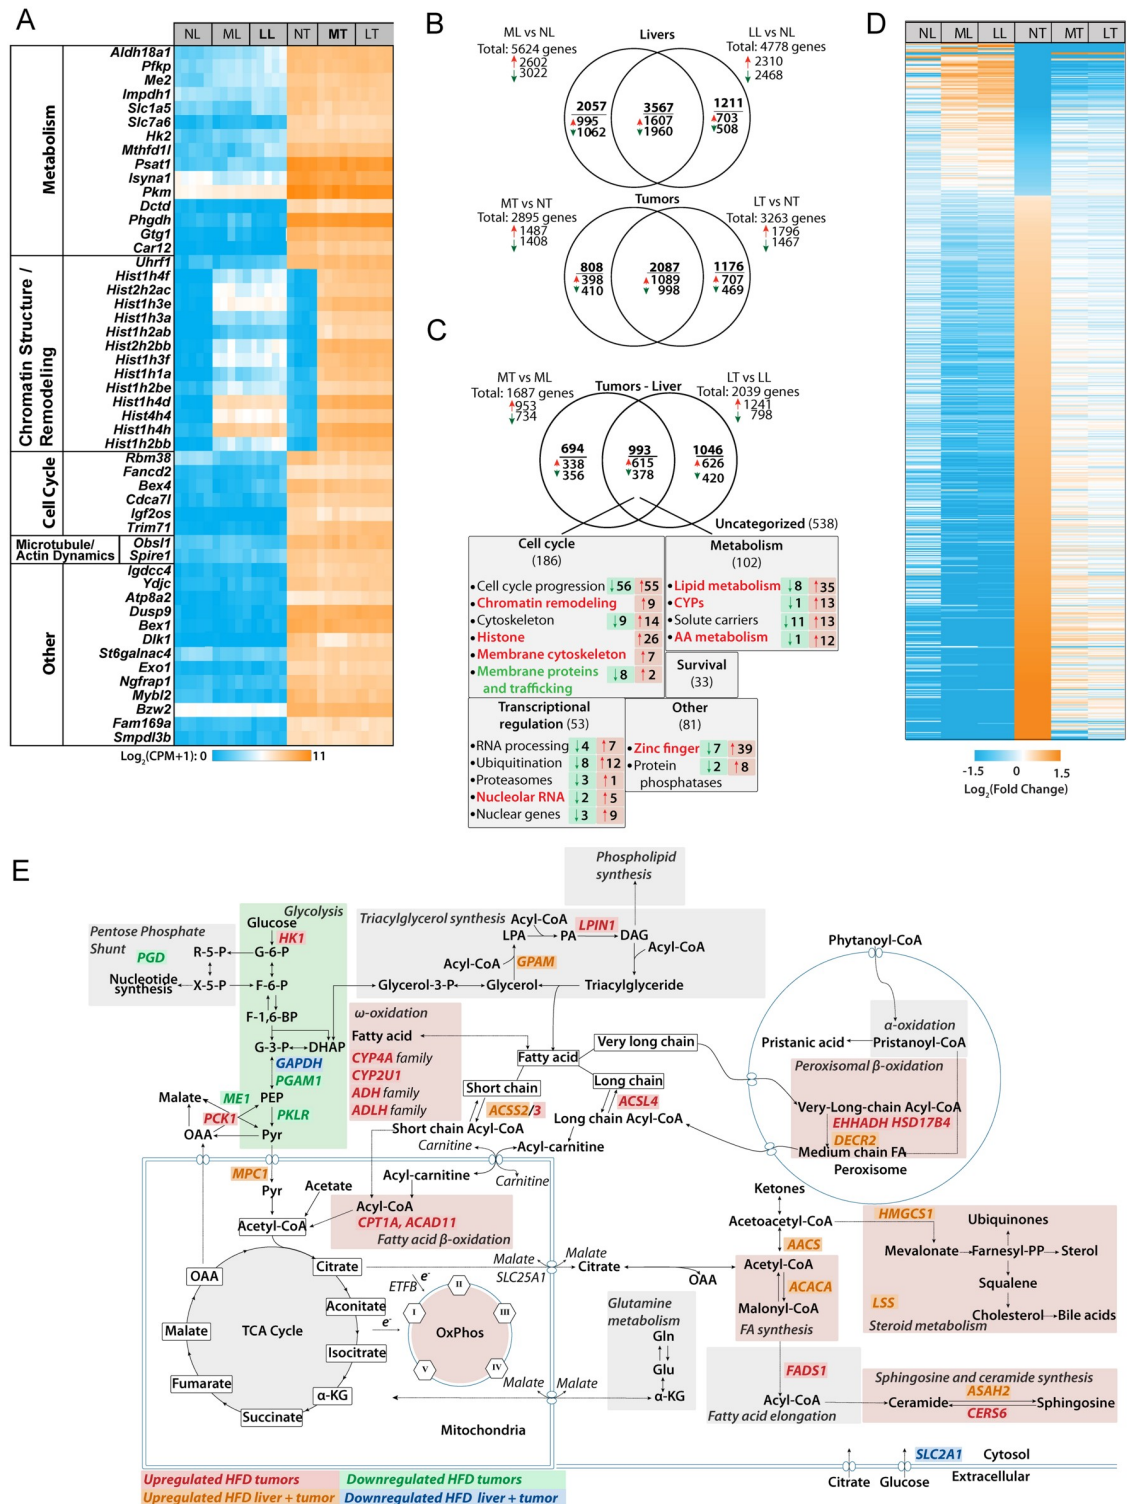 A
NL ML LL NT MT LT
Metabolism
Aldh18a1
Pfkp
Me2
Impdh1
Slc1a5
Slc7a6
Hk2
Mthfd1l
Psat1
Isyna1
Pkm
Dctd
Phgdh
Gtg1
Car12
Chromatin Structure /
Remodeling
Uhrf1
Hist1h4f
Hist2h2ac
Hist1h3e
Hist1h3a
Hist1h2ab
Hist2h2bb
Hist1h3f
Hist1h1a
Hist1h2be
Hist1h4d
Hist4h4
Hist1h4h
Hist1h2bb
Cell Cycle
Rbm38
Fancd2
Bex4
Cdca7l
Igf2os
Trim71
Microtubule/
Actin Dynamics
Obsl1
Spire1
Other
Igdcc4
Ydjc
Atp8a2
Dusp9
Bex1
Dlk1
St6galnac4
Exo1
Ngfrap1
Mybl2
Bzw2
Fam169a
Smpdl3b
Log2(CPM+1): 0 11
B
ML vs NL
Total: 5624 genes
↑2602
↓3022
Livers
LL vs NL
Total: 4778 genes
↑2310
↓2468
2057
↑995
↓1062
3567
↑1607
↓1960
1211
↑703
↓508
MT vs NT
Total: 2895 genes
↑1487
↓1408
Tumors
LT vs NT
Total: 3263 genes
↑1796
↓1467
808
↑398
↓410
2087
↑1089
↓998
1176
↑707
↓469
C
MT vs ML
Total: 1687 genes
↑953
↓734
Tumors - Liver
LT vs LL
Total: 2039 genes
↑1241
↓798
694
↑338
↓356
993
↑615
↓378
1046
↑626
↓420
Uncategorized (538)
Cell cycle
(186)
•Cell cycle progression ↓56 ↑55
•Chromatin remodeling ↑9
•Cytoskeleton ↓9 ↑14
•Histone ↑26
•Membrane cytoskeleton ↑7
•Membrane proteins ↓8 ↑2
and trafficking
Metabolism
(102)
•Lipid metabolism ↓8 ↑35
•CYPs ↓1 ↑13
•Solute carriers ↓11 ↑13
•AA metabolism ↓1 ↑12
Survival
(33)
Transcriptional
regulation (53)
•RNA processing ↓4 ↑7
•Ubiquitination ↓8 ↑12
•Proteasomes ↓3 ↑1
•Nucleolar RNA ↓2 ↑5
•Nuclear genes ↓3 ↑9
Other
(81)
•Zinc finger ↓7 ↑39
•Protein ↓2 ↑8
phosphatases
D
NL ML LL NT MT LT
-1.5 0 1.5
Log2(Fold Change)
E
Phospholipid
synthesis
Pentose Phosphate
Shunt
PGD
R-5-P
Nucleotide
synthesis
X-5-P
Glycolysis
Glucose
HK1
G-6-P
F-6-P
F-1,6-BP
G-3-P
DHAP
GAPDH
PGAM1
PEP
PKLR
Pyr
ME1
Malate
PCK1
OAA
Triacylglycerol synthesis
Acyl-CoA
LPIN1
LPA
PA
DAG
Acyl-CoA
Acyl-CoA
GPAM
Glycerol-3-P
Glycerol
Triacylglyceride
ω-oxidation
Fatty acid
CYP4A family
CYP2U1
ADH family
ADLH family
Fatty acid
Very long chain
Short chain
Long chain
ACSS2/3
ACSL4
Short chain Acyl-CoA
Long chain Acyl-CoA
Carnitine
Acyl-carnitine
Acyl-carnitine
Carnitine
Phytanoyl-CoA
α-oxidation
Pristanic acid
Pristanoyl-CoA
Peroxisomal β-oxidation
Very-Long-chain Acyl-CoA
EHHADH HSD17B4
DECR2
Medium chain FA
Peroxisome
MPC1
Pyr
Acetate
Acetyl-CoA
Acyl-CoA
CPT1A, ACAD11
Fatty acid β-oxidation
Citrate
OAA
Aconitate
TCA Cycle
Malate
Isocitrate
Fumarate
α-KG
Succinate
e-
ETFB
e-
I
II
III
IV
V
OxPhos
Malate
Malate
SLC25A1
Citrate
OAA
Malate
Malate
Mitochondria
Glutamine
metabolism
Gln
Glu
α-KG
Ketones
Acetoacetyl-CoA
AACS
Acetyl-CoA
ACACA
Malonyl-CoA
FA synthesis
HMGCS1
Ubiquinones
Mevalonate
Farnesyl-PP
Sterol
Squalene
LSS
Cholesterol
Bile acids
Steroid metabolism
FADS1
Acyl-CoA
Fatty acid elongation
Sphingosine and ceramide synthesis
ASAH2
Ceramide
Sphingosine
CERS6
SLC2A1
Cytosol
Citrate
Glucose
Extracellular
Upregulated HFD tumors
Downregulated HFD tumors
Upregulated HFD liver + tumor
Downregulated HFD liver + tumor